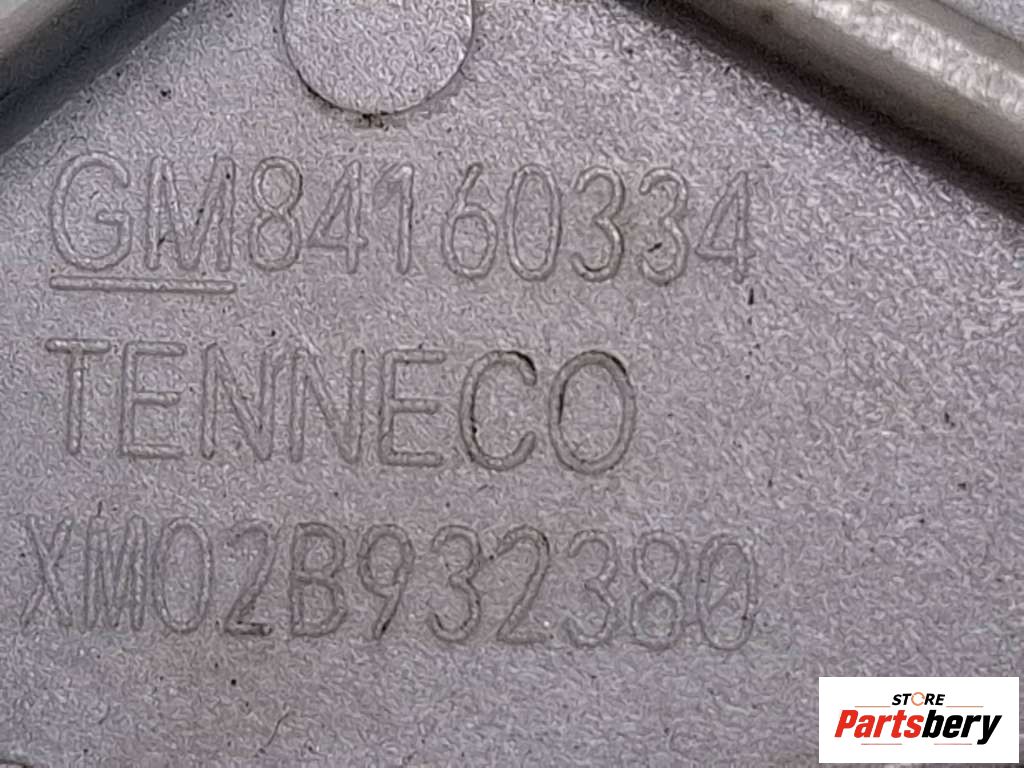 GM84160334
TENNECO
XM02B932380
STORE
Partsbery